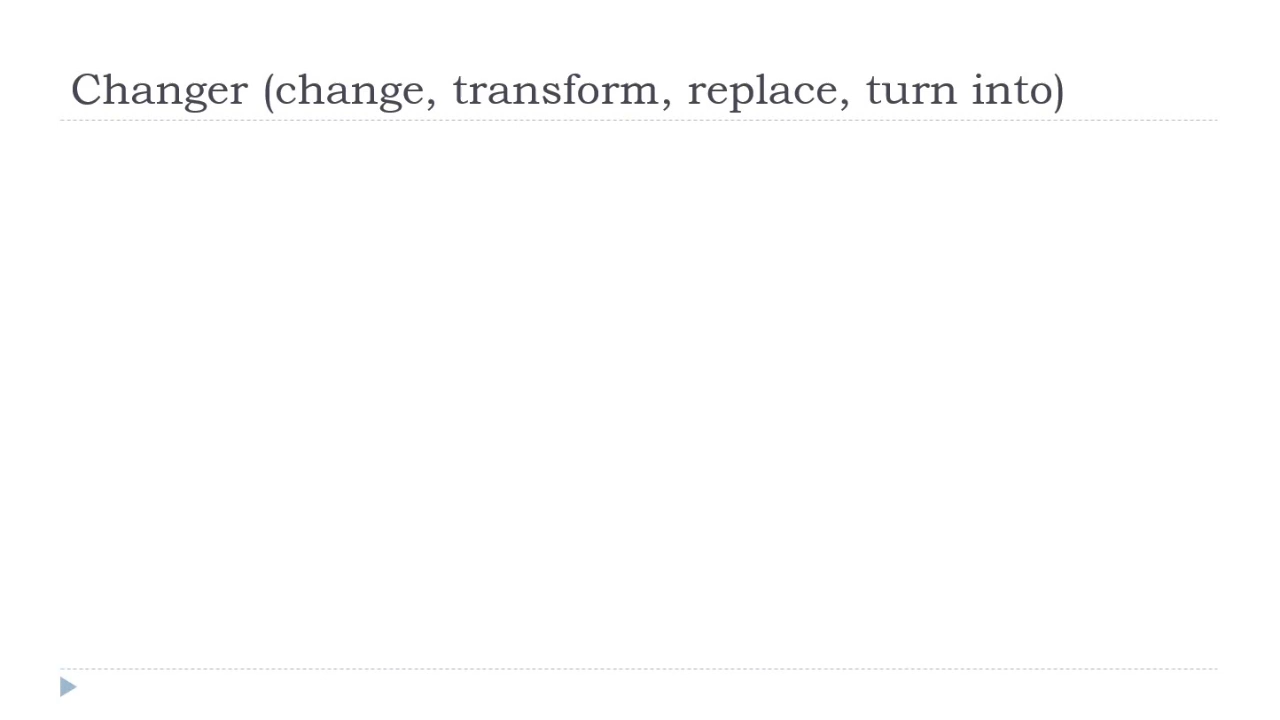 Changer (change, transform, replace, turn into)